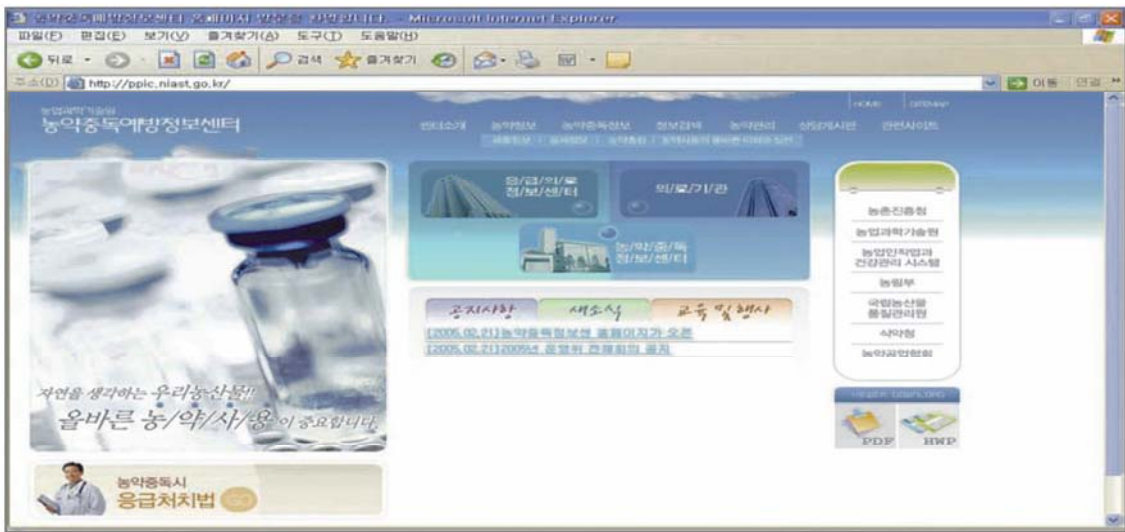 농약중독예방정보센터 홈페이지 방문을 환영합니다. - Microsoft Internet Explorer
파일(F) 편집(E) 보기(V) 즐겨찾기(A) 도구(T) 도움말(H)
뒤로 검색 즐겨찾기
주소(D) http://ppic.niast.go.kr/ 이동 연결
HOME SITEMAP
농업과학기술원
농약중독예방정보센터
센터소개 농약정보 농약중독정보 정보검색 농약관리 상담게시판 관련사이트
응/급/의/료
정/보/센/터
의/료/기/관
농/약/중/독
정/보/센/터
농촌진흥청
농업과학기술원
농업인작업과
건강관리 시스템
농림부
국립농산물
품질관리원
식약청
농약공업협회
공지사항 새소식 교육 및 행사
[2005.02.21]농약중독정보센 홈페이지가 오픈
[2005.02.21]2005년 운영위 견해회의 공지
자연을 생각하는 우리농산물!!
올바른 농/약/사/용이 중요합니다.
VIEWER DOWNLOAD
PDF HWP
농약중독시
응급처치법 GO